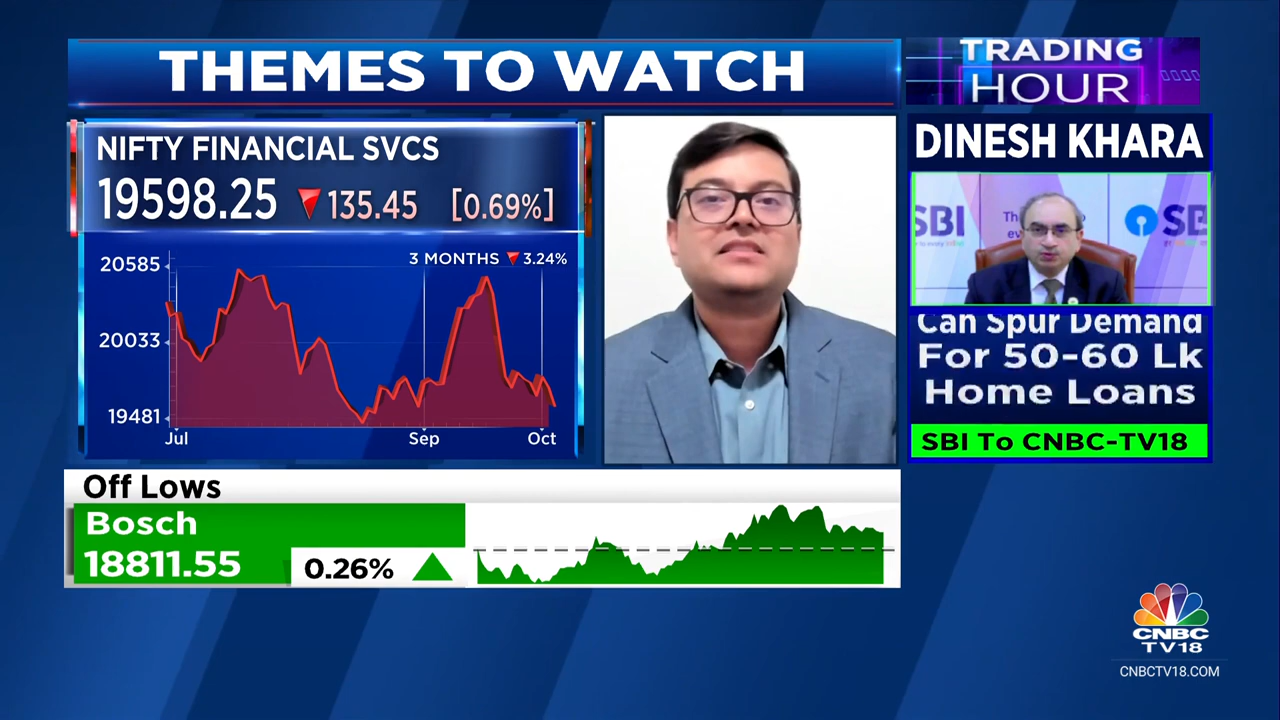 THEMES TO WATCH
TRADING
HOUR
NIFTY FINANCIAL SVCS
19598.25 ▼135.45 [0.69%]
3 MONTHS ▼3.24%
20585
20033
19481
Jul Sep Oct
DINESH KHARA
SBI
SB
Can Spur Demand
For 50-60 Lk
Home Loans
SBI To CNBC-TV18
Off Lows
Bosch
18811.55
0.26% ▲
CNBC
TV18
CNBCTV18.COM